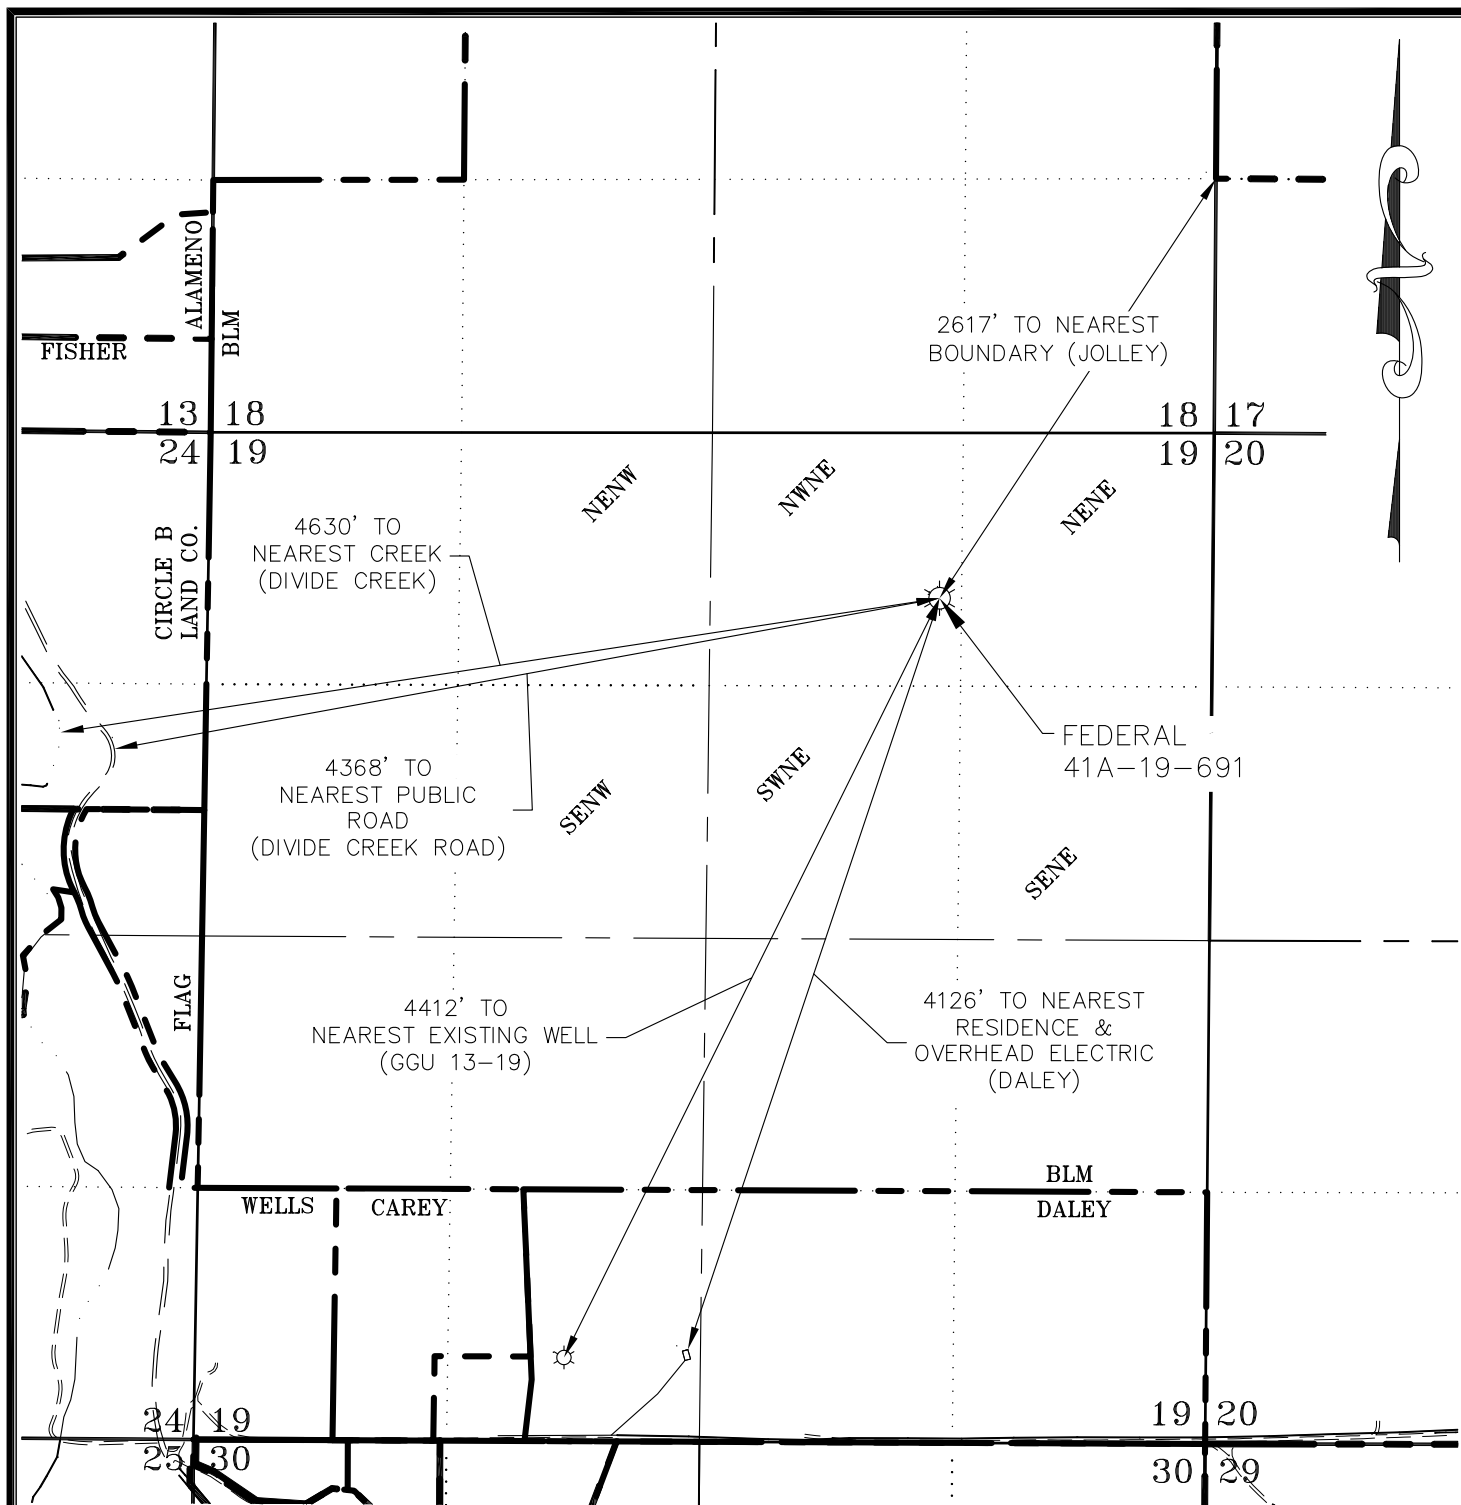 ALAMENO
BLM
FISHER
2617' TO NEAREST
BOUNDARY (JOLLEY)
13 18
24 19
18 17
19 20
NENW
NWNE
NENE
CIRCLE B
LAND CO.
4630' TO
NEAREST CREEK
(DIVIDE CREEK)
FEDERAL
41A-19-691
4368' TO
NEAREST PUBLIC
ROAD
(DIVIDE CREEK ROAD)
SENW
SWNE
SENE
FLAG
4412' TO
NEAREST EXISTING WELL
(GGU 13-19)
4126' TO NEAREST
RESIDENCE &
OVERHEAD ELECTRIC
(DALEY)
BLM
WELLS
CAREY
DALEY
24 19
25 30
19 20
30 29